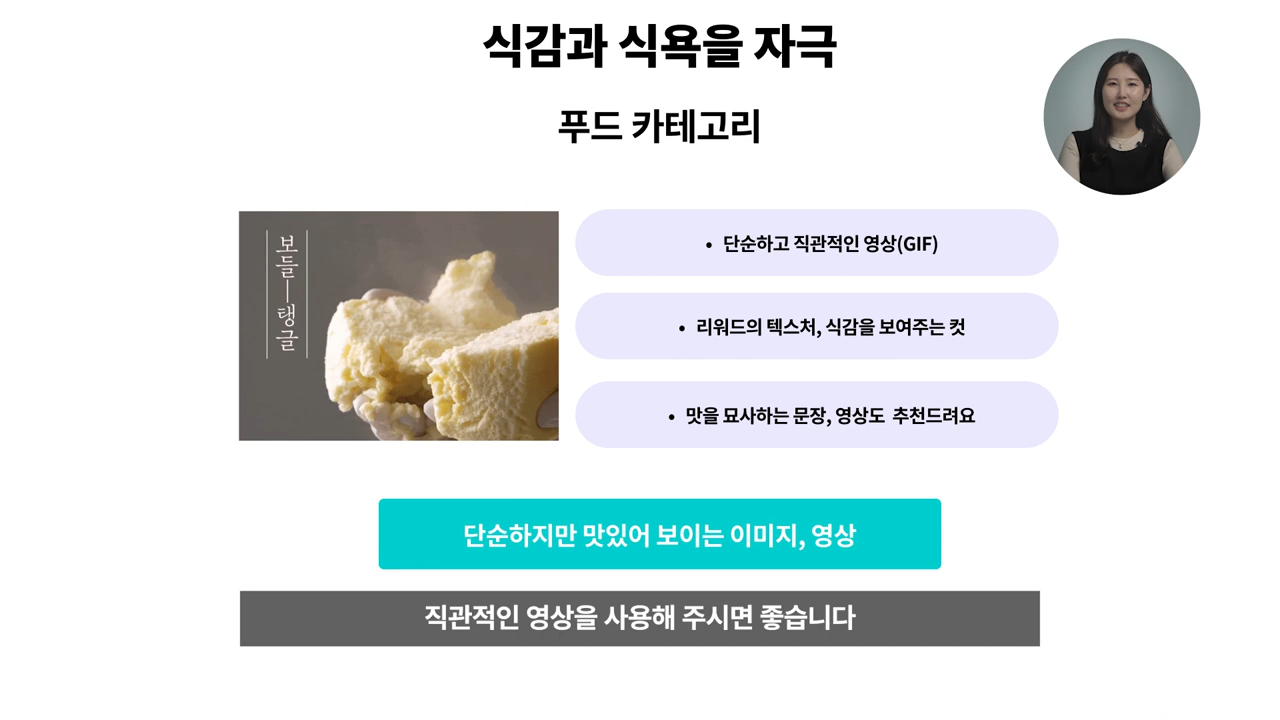 식감과 식욕을 자극
푸드 카테고리
보들ㅣ탱글
• 단순하고 직관적인 영상(GIF)
• 리워드의 텍스처, 식감을 보여주는 컷
• 맛을 묘사하는 문장, 영상도 추천드려요
단순하지만 맛있어 보이는 이미지, 영상
직관적인 영상을 사용해 주시면 좋습니다